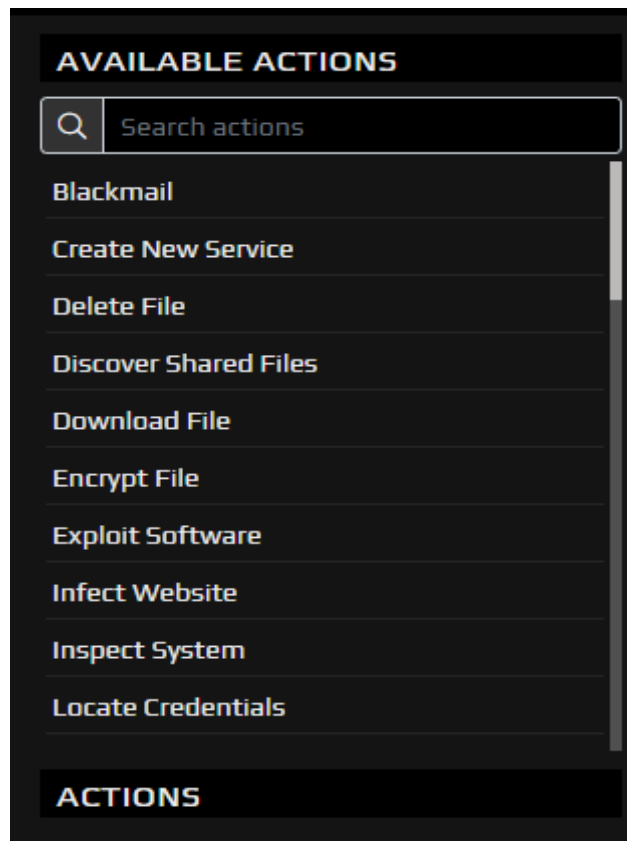 AVAILABLE ACTIONS
Search actions
Blackmail
Create New Service
Delete File
Discover Shared Files
Download File
Encrypt File
Exploit Software
Infect Website
Inspect System
Locate Credentials
ACTIONS